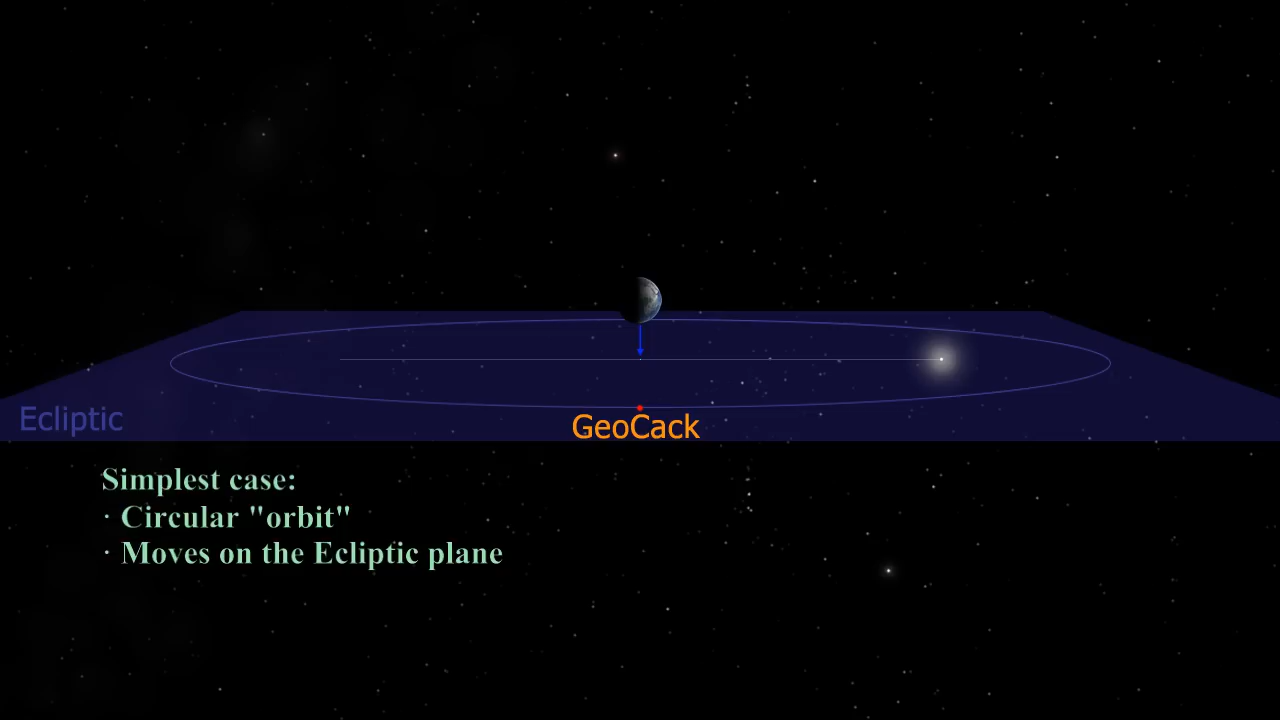 Ecliptic
GeoCack
Simplest case:
· Circular "orbit"
· Moves on the Ecliptic plane